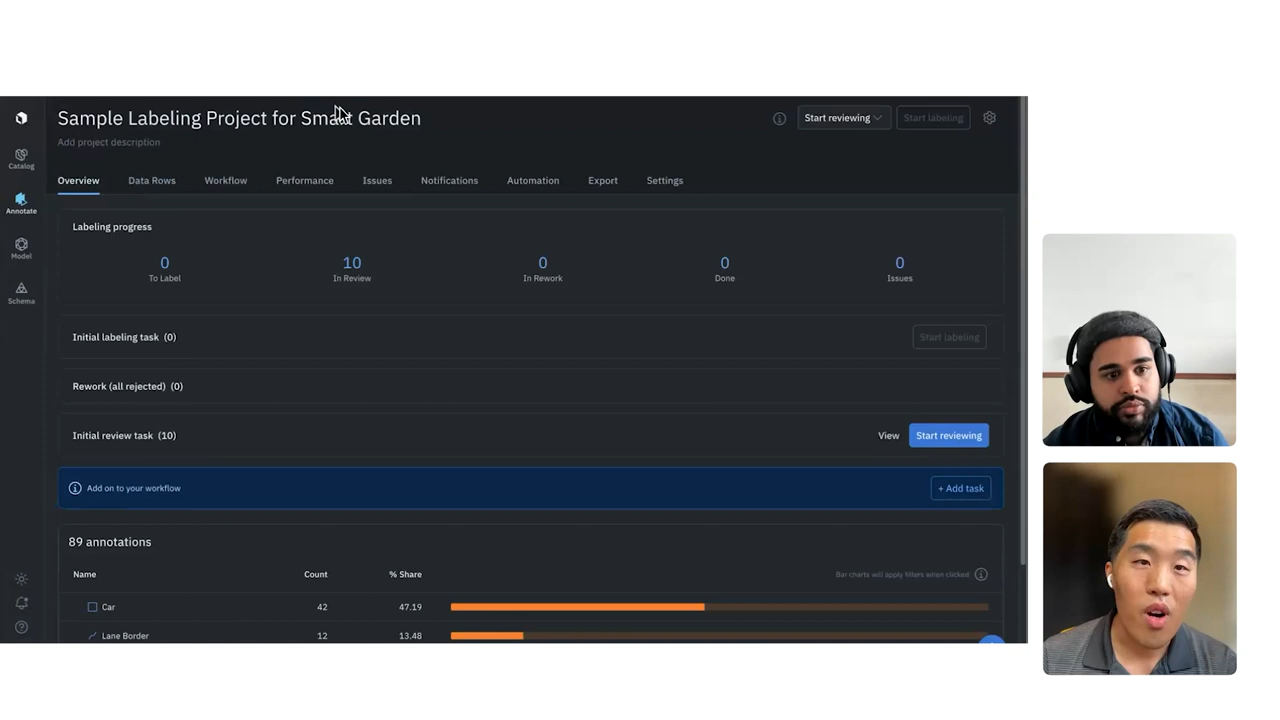 Sample Labeling Project for Smart Garden
Start reviewing
Start labeling
Add project description
Catalog
Annotate
Model
Schema
Overview
Data Rows
Workflow
Performance
Issues
Notifications
Automation
Export
Settings
Labeling progress
0
10
0
0
0
To Label
In Review
In Rework
Done
Issues
Initial labeling task (0)
Start labeling
Rework (all rejected) (0)
Initial review task (10)
View
Start reviewing
Add on to your workflow
+ Add task
89 annotations
Name
Count
% Share
Bar charts will apply filters when clicked
Car
42
47.19
Lane Border
12
13.48